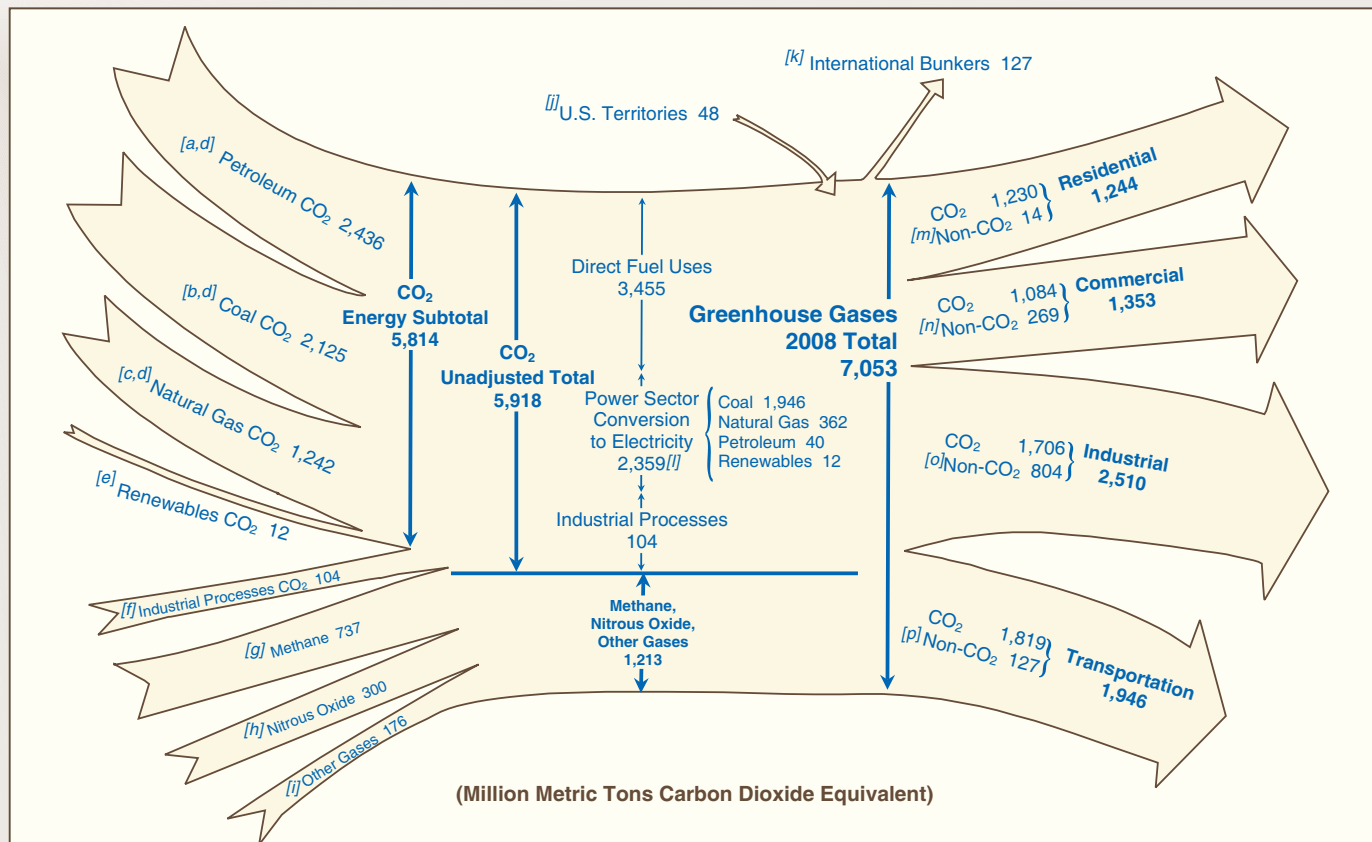 [k] International Bunkers 127
[j]U.S. Territories 48
[a,d] Petroleum CO₂ 2,436
[b,d] Coal CO₂ 2,125
[c,d]Natural Gas CO₂ 1,242
[e] Renewables CO₂ 12
[f] Industrial Processes CO₂ 104
[g] Methane 737
[h] Nitrous Oxide 300
[i] Other Gases 176
CO₂
Energy Subtotal
5,814
CO₂
Unadjusted Total
5,918
Direct Fuel Uses
3,455
Power Sector
Conversion
to Electricity
2,359[l]
Coal 1,946
Natural Gas 362
Petroleum 40
Renewables 12
Industrial Processes
104
Methane,
Nitrous Oxide,
Other Gases
1,213
Greenhouse Gases
2008 Total
7,053
CO₂ 1,230
[m]Non-CO₂ 14
Residential
1,244
CO₂ 1,084
[n]Non-CO₂ 269
Commercial
1,353
CO₂ 1,706
[o]Non-CO₂ 804
Industrial
2,510
CO₂ 1,819
[p]Non-CO₂ 127
Transportation
1,946
(Million Metric Tons Carbon Dioxide Equivalent)